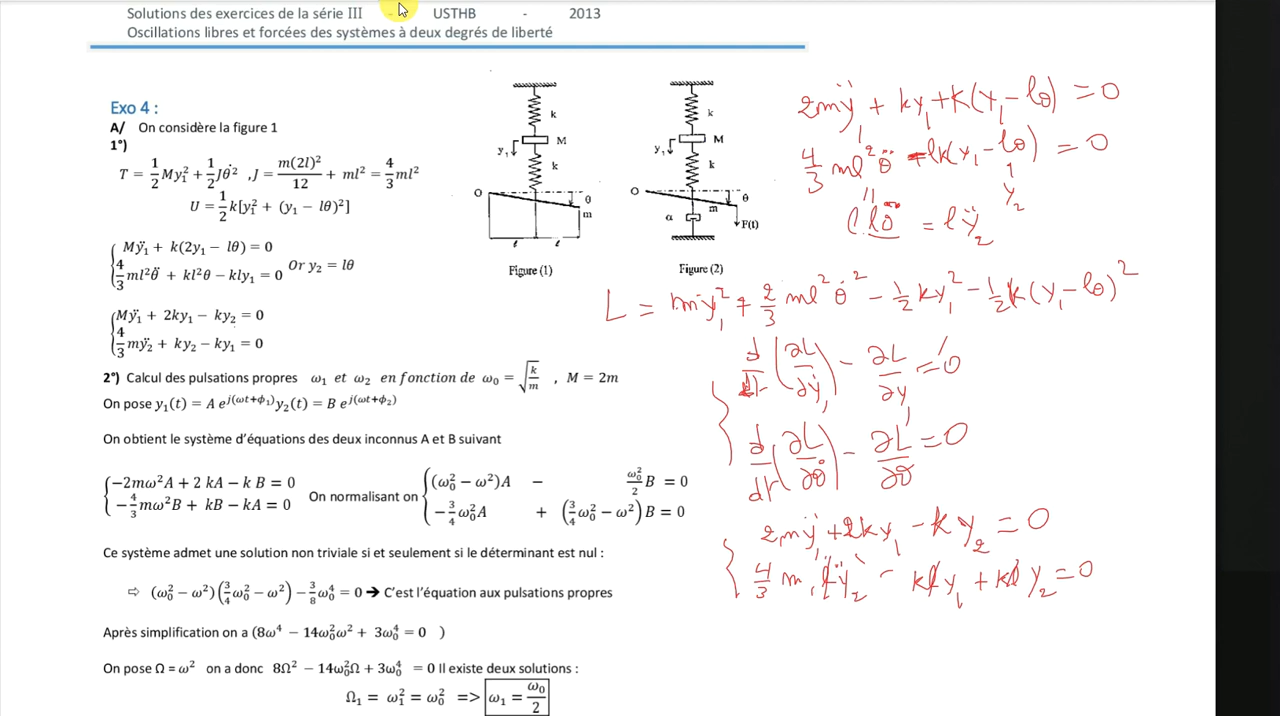 Solutions des exercices de la série III - USTHB - 2013
Oscillations libres et forcées des systèmes à deux degrés de liberté
Exo 4 :
A/ On considère la figure 1
1°)
T = 1/2 Mẏ₁² + 1/2 Jθ̇² , J = m(2l)²/12 + ml² = 4/3 ml²
U = 1/2 k[y₁² + (y₁ − lθ)²]
{ Mÿ₁ + k(2y₁ − lθ) = 0
4/3 ml²θ̈ + kl²θ − kly₁ = 0 Or y₂ = lθ
{ Mÿ₁ + 2ky₁ − ky₂ = 0
4/3 mÿ₂ + ky₂ − ky₁ = 0
k
M
y₁
k
O
θ
m
l
l
Figure (1)
k
M
y₁
k
O
θ
m
α
F(t)
Figure (2)
2°) Calcul des pulsations propres ω₁ et ω₂ en fonction de ω₀ = √(k/m) , M = 2m
On pose y₁(t) = A e^j(ωt+ϕ₁) y₂(t) = B e^j(ωt+ϕ₂)
On obtient le système d'équations des deux inconnus A et B suivant
{ −2mω²A + 2 kA − k B = 0
−4/3 mω²B + kB − kA = 0
On normalisant on
{ (ω₀² − ω²)A − ω₀²/2 B = 0
−3/4 ω₀²A + (3/4 ω₀² − ω²)B = 0
Ce système admet une solution non triviale si et seulement si le déterminant est nul :
⇨ (ω₀² − ω²)(3/4 ω₀² − ω²) − 3/8 ω₀⁴ = 0 ➔ C'est l'équation aux pulsations propres
Après simplification on a (8ω⁴ − 14ω₀²ω² + 3ω₀⁴ = 0 )
On pose Ω = ω² on a donc 8Ω² − 14ω₀²Ω + 3ω₀⁴ = 0 Il existe deux solutions :
Ω₁ = ω₁² = ω₀² => ω₁ = ω₀/2
2mÿ₁ + ky₁ + k(y₁ − lθ) = 0
4/3 ml²θ̈ − lk(y₁ − lθ) = 0
y₂
l.lθ̈ = lÿ₂
L = mẏ₁² + 2/3 ml²θ̇² − 1/2 ky₁² − 1/2 k(y₁ − lθ)²
{ d/dt (∂L/∂ẏ₁) − ∂L/∂y₁ = 0
d/dt (∂L/∂θ̇) − ∂L/∂θ = 0
{ 2mÿ₁ + 2ky₁ − ky₂ = 0
4/3 m lÿ₂ − kly₁ + kl y₂ = 0